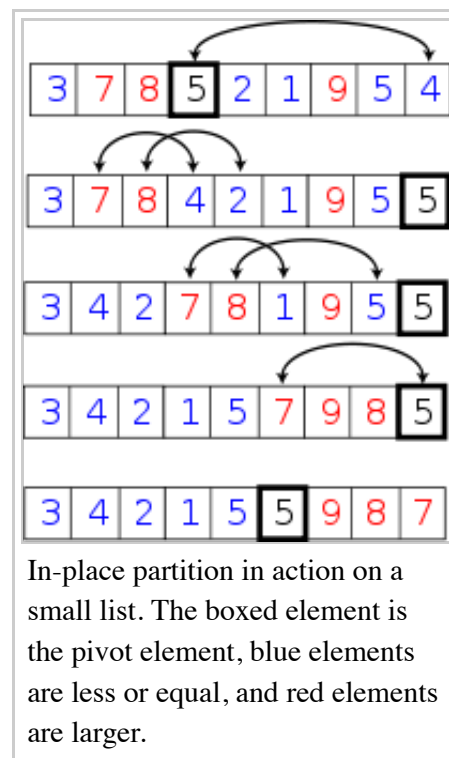 3 7 8 5 2 1 9 5 4
3 7 8 4 2 1 9 5 5
3 4 2 7 8 1 9 5 5
3 4 2 1 5 7 9 8 5
3 4 2 1 5 5 9 8 7
In-place partition in action on a
small list. The boxed element is
the pivot element, blue elements
are less or equal, and red elements
are larger.